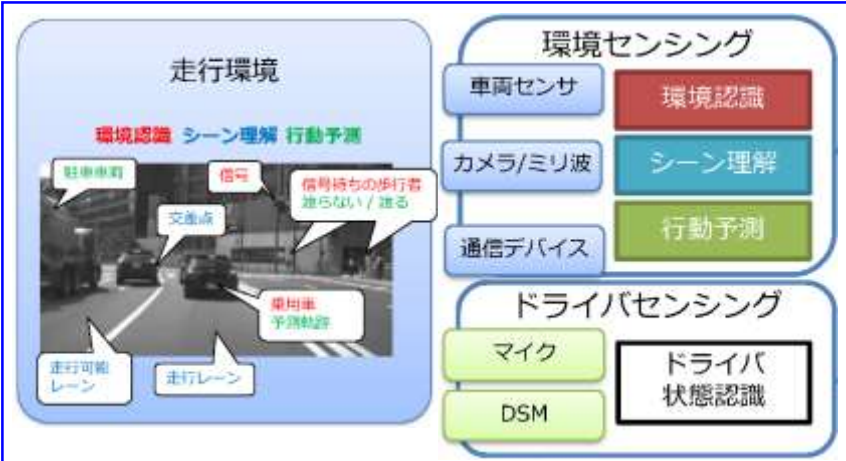 走行環境
環境認識 シーン理解 行動予測
駐車車両
信号
信号待ちの歩行者
渡らない / 渡る
交差点
乗用車
予測軌跡
走行可能
レーン
走行レーン
環境センシング
車両センサ
環境認識
カメラ/ミリ波
シーン理解
通信デバイス
行動予測
ドライバセンシング
マイク
DSM
ドライバ
状態認識